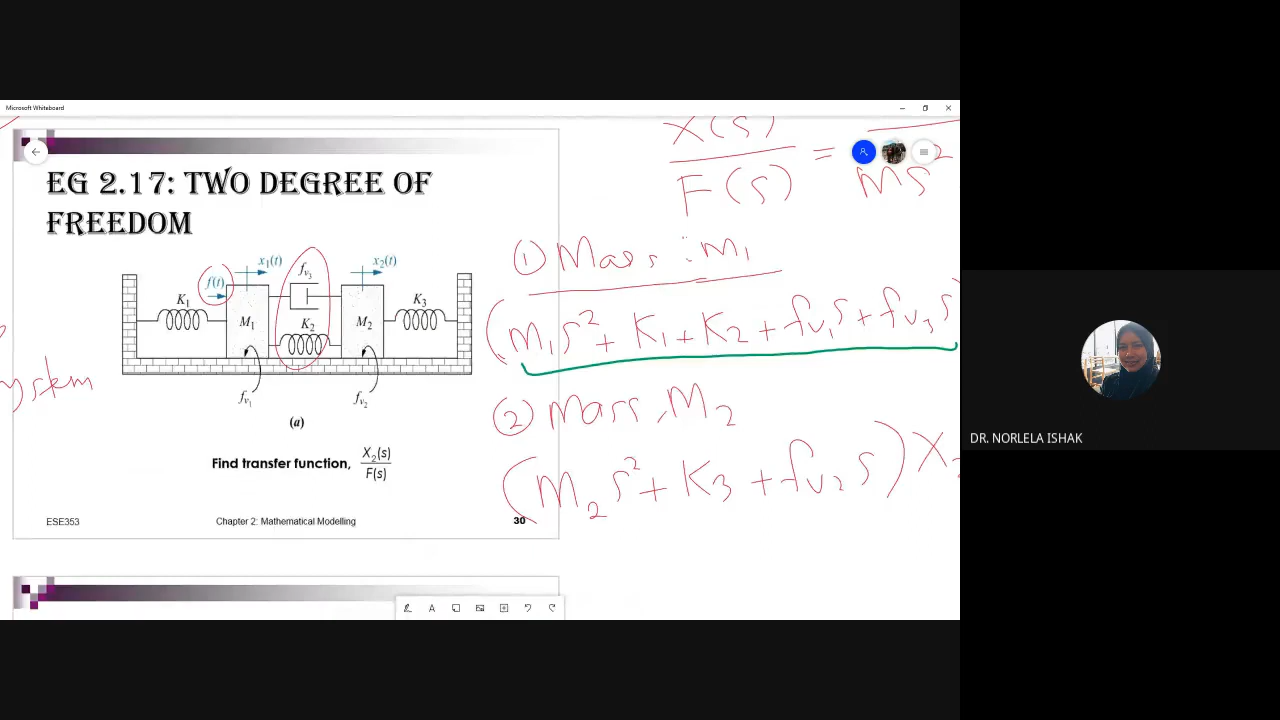 Microsoft Whiteboard
EG 2.17: TWO DEGREE OF
FREEDOM
f(t)
x₁(t)
fᵥ₃
x₂(t)
K₁
M₁
K₂
M₂
K₃
fᵥ₁
fᵥ₂
(a)
Find transfer function, X₂(s)
F(s)
ESE353
Chapter 2: Mathematical Modelling
30
ystem
X(s)
F(s) = Ms²
① Mass : M₁
(M₁s² + K₁ + K₂ + fᵥ₁s + fᵥ₃s
② Mass, M₂
(M₂s² + K₃ + fᵥ₂s) X
A
DR. NORLELA ISHAK